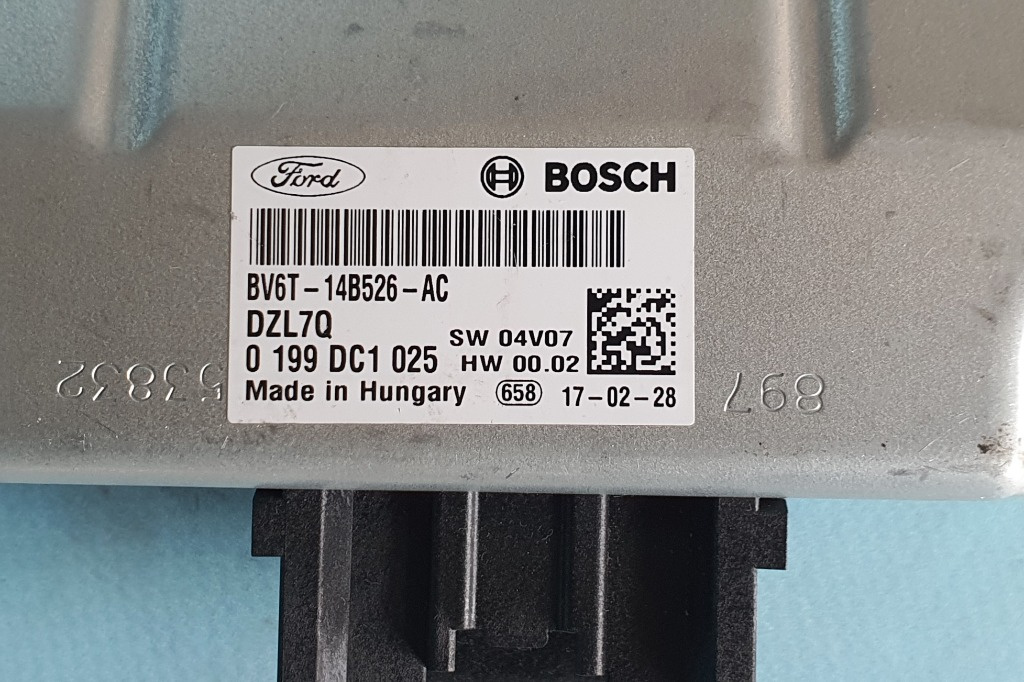 Ford
BOSCH
BV6T-14B526-AC
DZL7Q
SW 04V07
0 199 DC1 025
HW 00.02
Made in Hungary
658
17-02-28
53832
897